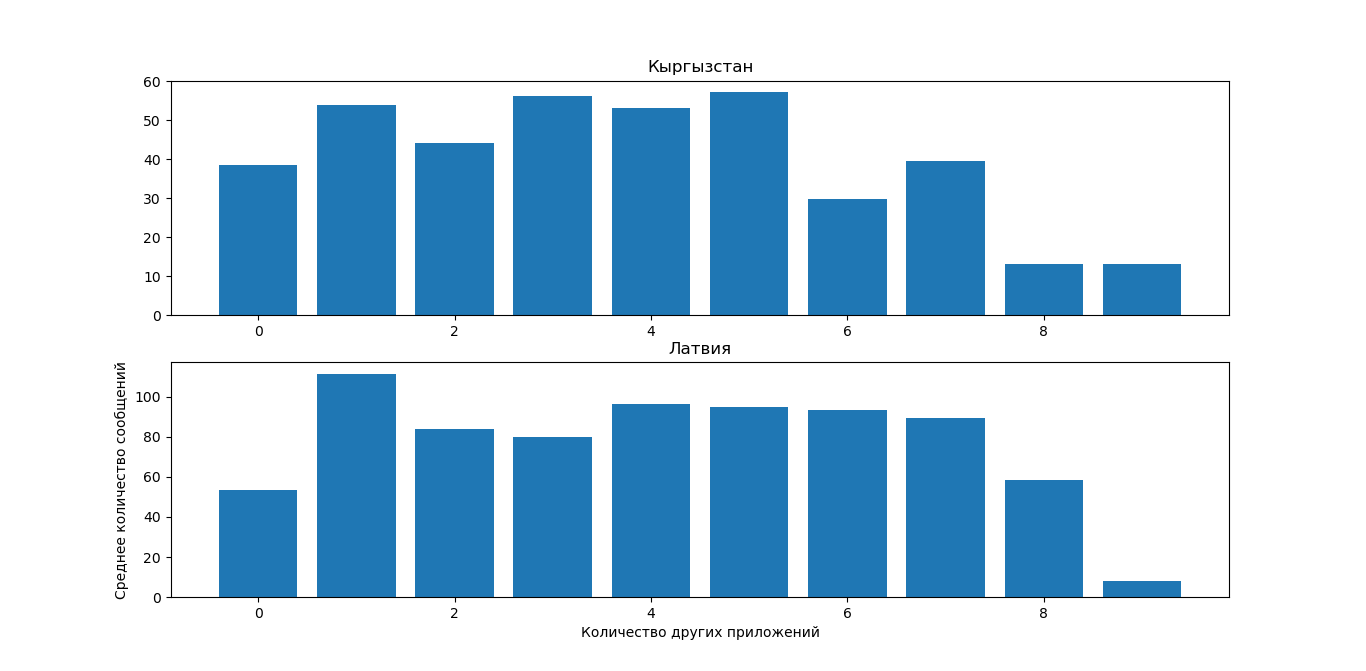 Кыргызстан
60
50
40
30
20
10
0
0 2 4 6 8
Латвия
Среднее количество сообщений
100
80
60
40
20
0
0 2 4 6 8
Количество других приложений